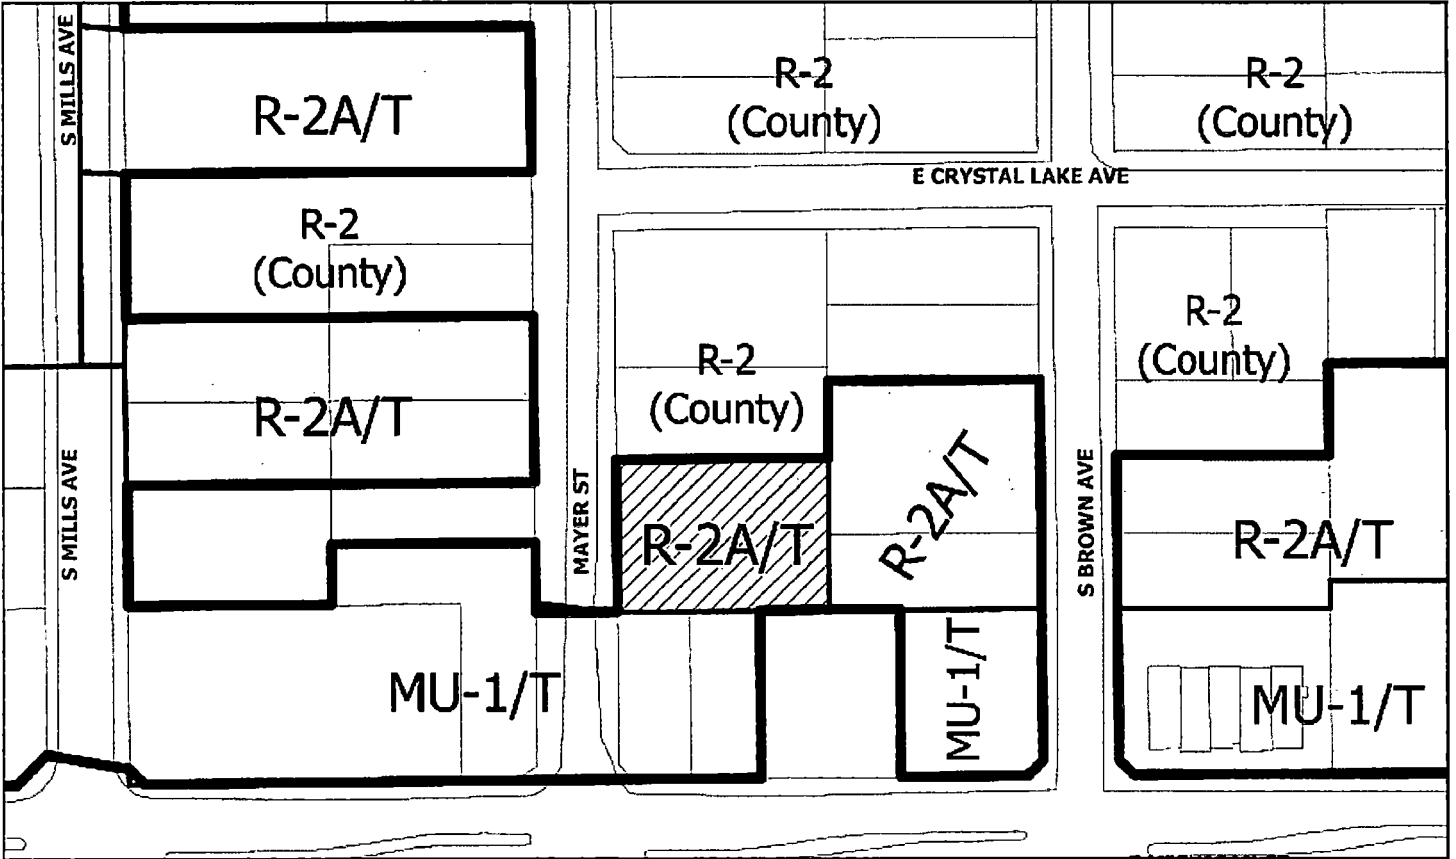 S MILLS AVE
R-2A/T
R-2
(County)
R-2
(County)
E CRYSTAL LAKE AVE
R-2
(County)
R-2
(County)
R-2
(County)
R-2A/T
S MILLS AVE
MAYER ST
R-2A/T
R-2A/T
S BROWN AVE
R-2A/T
MU-1/T
MU-1/T
MU-1/T